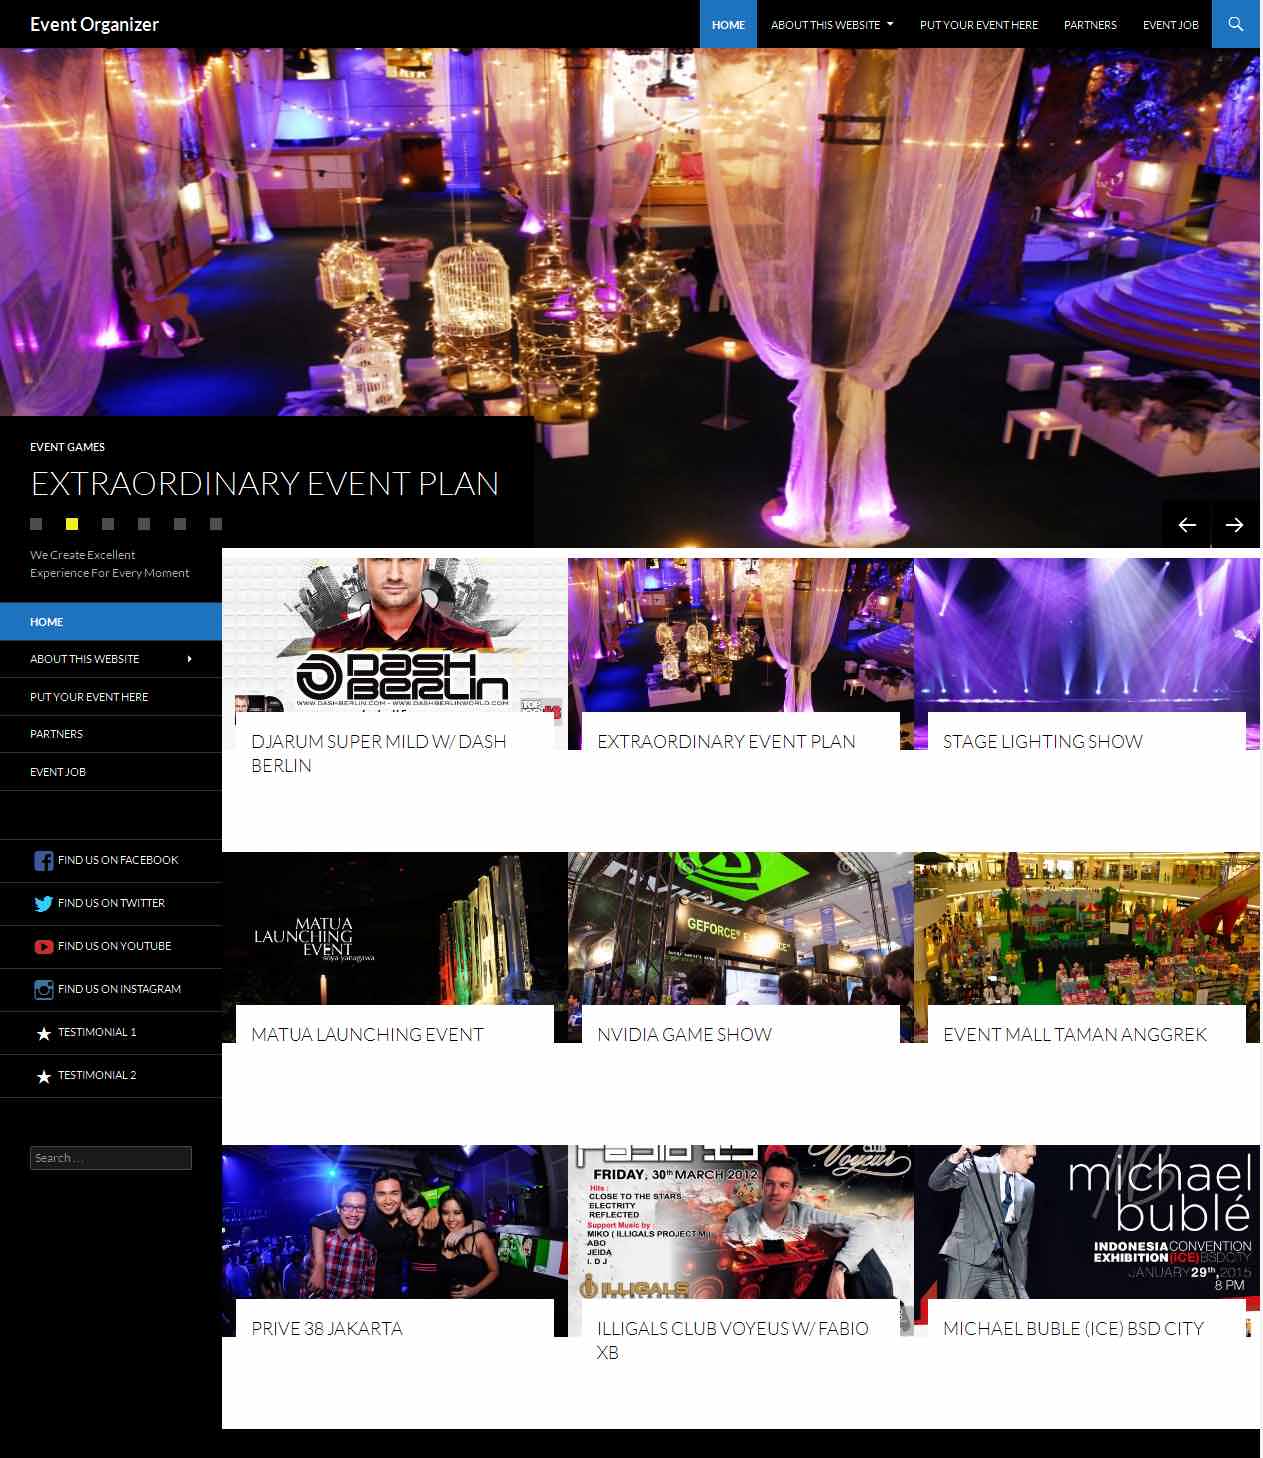 Event Organizer
HOME
ABOUT THIS WEBSITE
PUT YOUR EVENT HERE
PARTNERS
EVENT JOB
EVENT GAMES
EXTRAORDINARY EVENT PLAN
We Create Excellent
Experience For Every Moment
HOME
ABOUT THIS WEBSITE
PUT YOUR EVENT HERE
PARTNERS
EVENT JOB
FIND US ON FACEBOOK
FIND US ON TWITTER
FIND US ON YOUTUBE
FIND US ON INSTAGRAM
TESTIMONIAL 1
TESTIMONIAL 2
Search …
DASH
BERLIN
WWW.DASHBERLIN.COM - WWW.DASHBERLINWORLD.COM
DJARUM SUPER MILD W/ DASH
BERLIN
EXTRAORDINARY EVENT PLAN
STAGE LIGHTING SHOW
MATUA
LAUNCHING
EVENT
soya yanagawa
MATUA LAUNCHING EVENT
GEFORCE®
NVIDIA GAME SHOW
EVENT MALL TAMAN ANGGREK
PRIVE 38 JAKARTA
CLUB
Voyeur
FRIDAY, 30th MARCH 2012
Hits :
CLOSE TO THE STARS
ELECTRITY
REFLECTED
Support Music by :
MIKO ( ILLIGALS PROJECT M )
ABO
JEIDA
I. D J
ILLIGALS
ILLIGALS CLUB VOYEUS W/ FABIO
XB
michael
bublé
INDONESIA CONVENTION
EXHIBITION (ICE) BSDCITY
JANUARY 29th, 2015
8 PM
MICHAEL BUBLE (ICE) BSD CITY